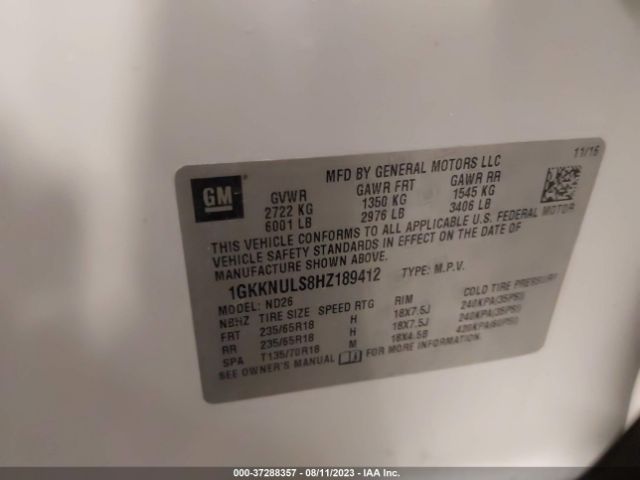 11/16
MFD BY GENERAL MOTORS LLC
GM
GVWR GAWR FRT GAWR RR
2722 KG 1350 KG 1545 KG
6001 LB 2976 LB 3406 LB
THIS VEHICLE CONFORMS TO ALL APPLICABLE U.S. FEDERAL MOTOR
VEHICLE SAFETY STANDARDS IN EFFECT ON THE DATE OF
MANUFACTURE SHOWN ABOVE.
1GKKNULS8HZ189412 TYPE: M.P.V.
MODEL: ND26
TIRE SIZE SPEED RTG RIM COLD TIRE PRESSURE
FRT 235/65R18 H 18X7.5J 240KPA(35PSI)
RR 235/65R18 H 18X7.5J 240KPA(35PSI)
SPA T135/70R18 M 18X4.5B 420KPA(60PSI)
SEE OWNER'S MANUAL FOR MORE INFORMATION.
000-37288357 - 08/11/2023 - IAA Inc.